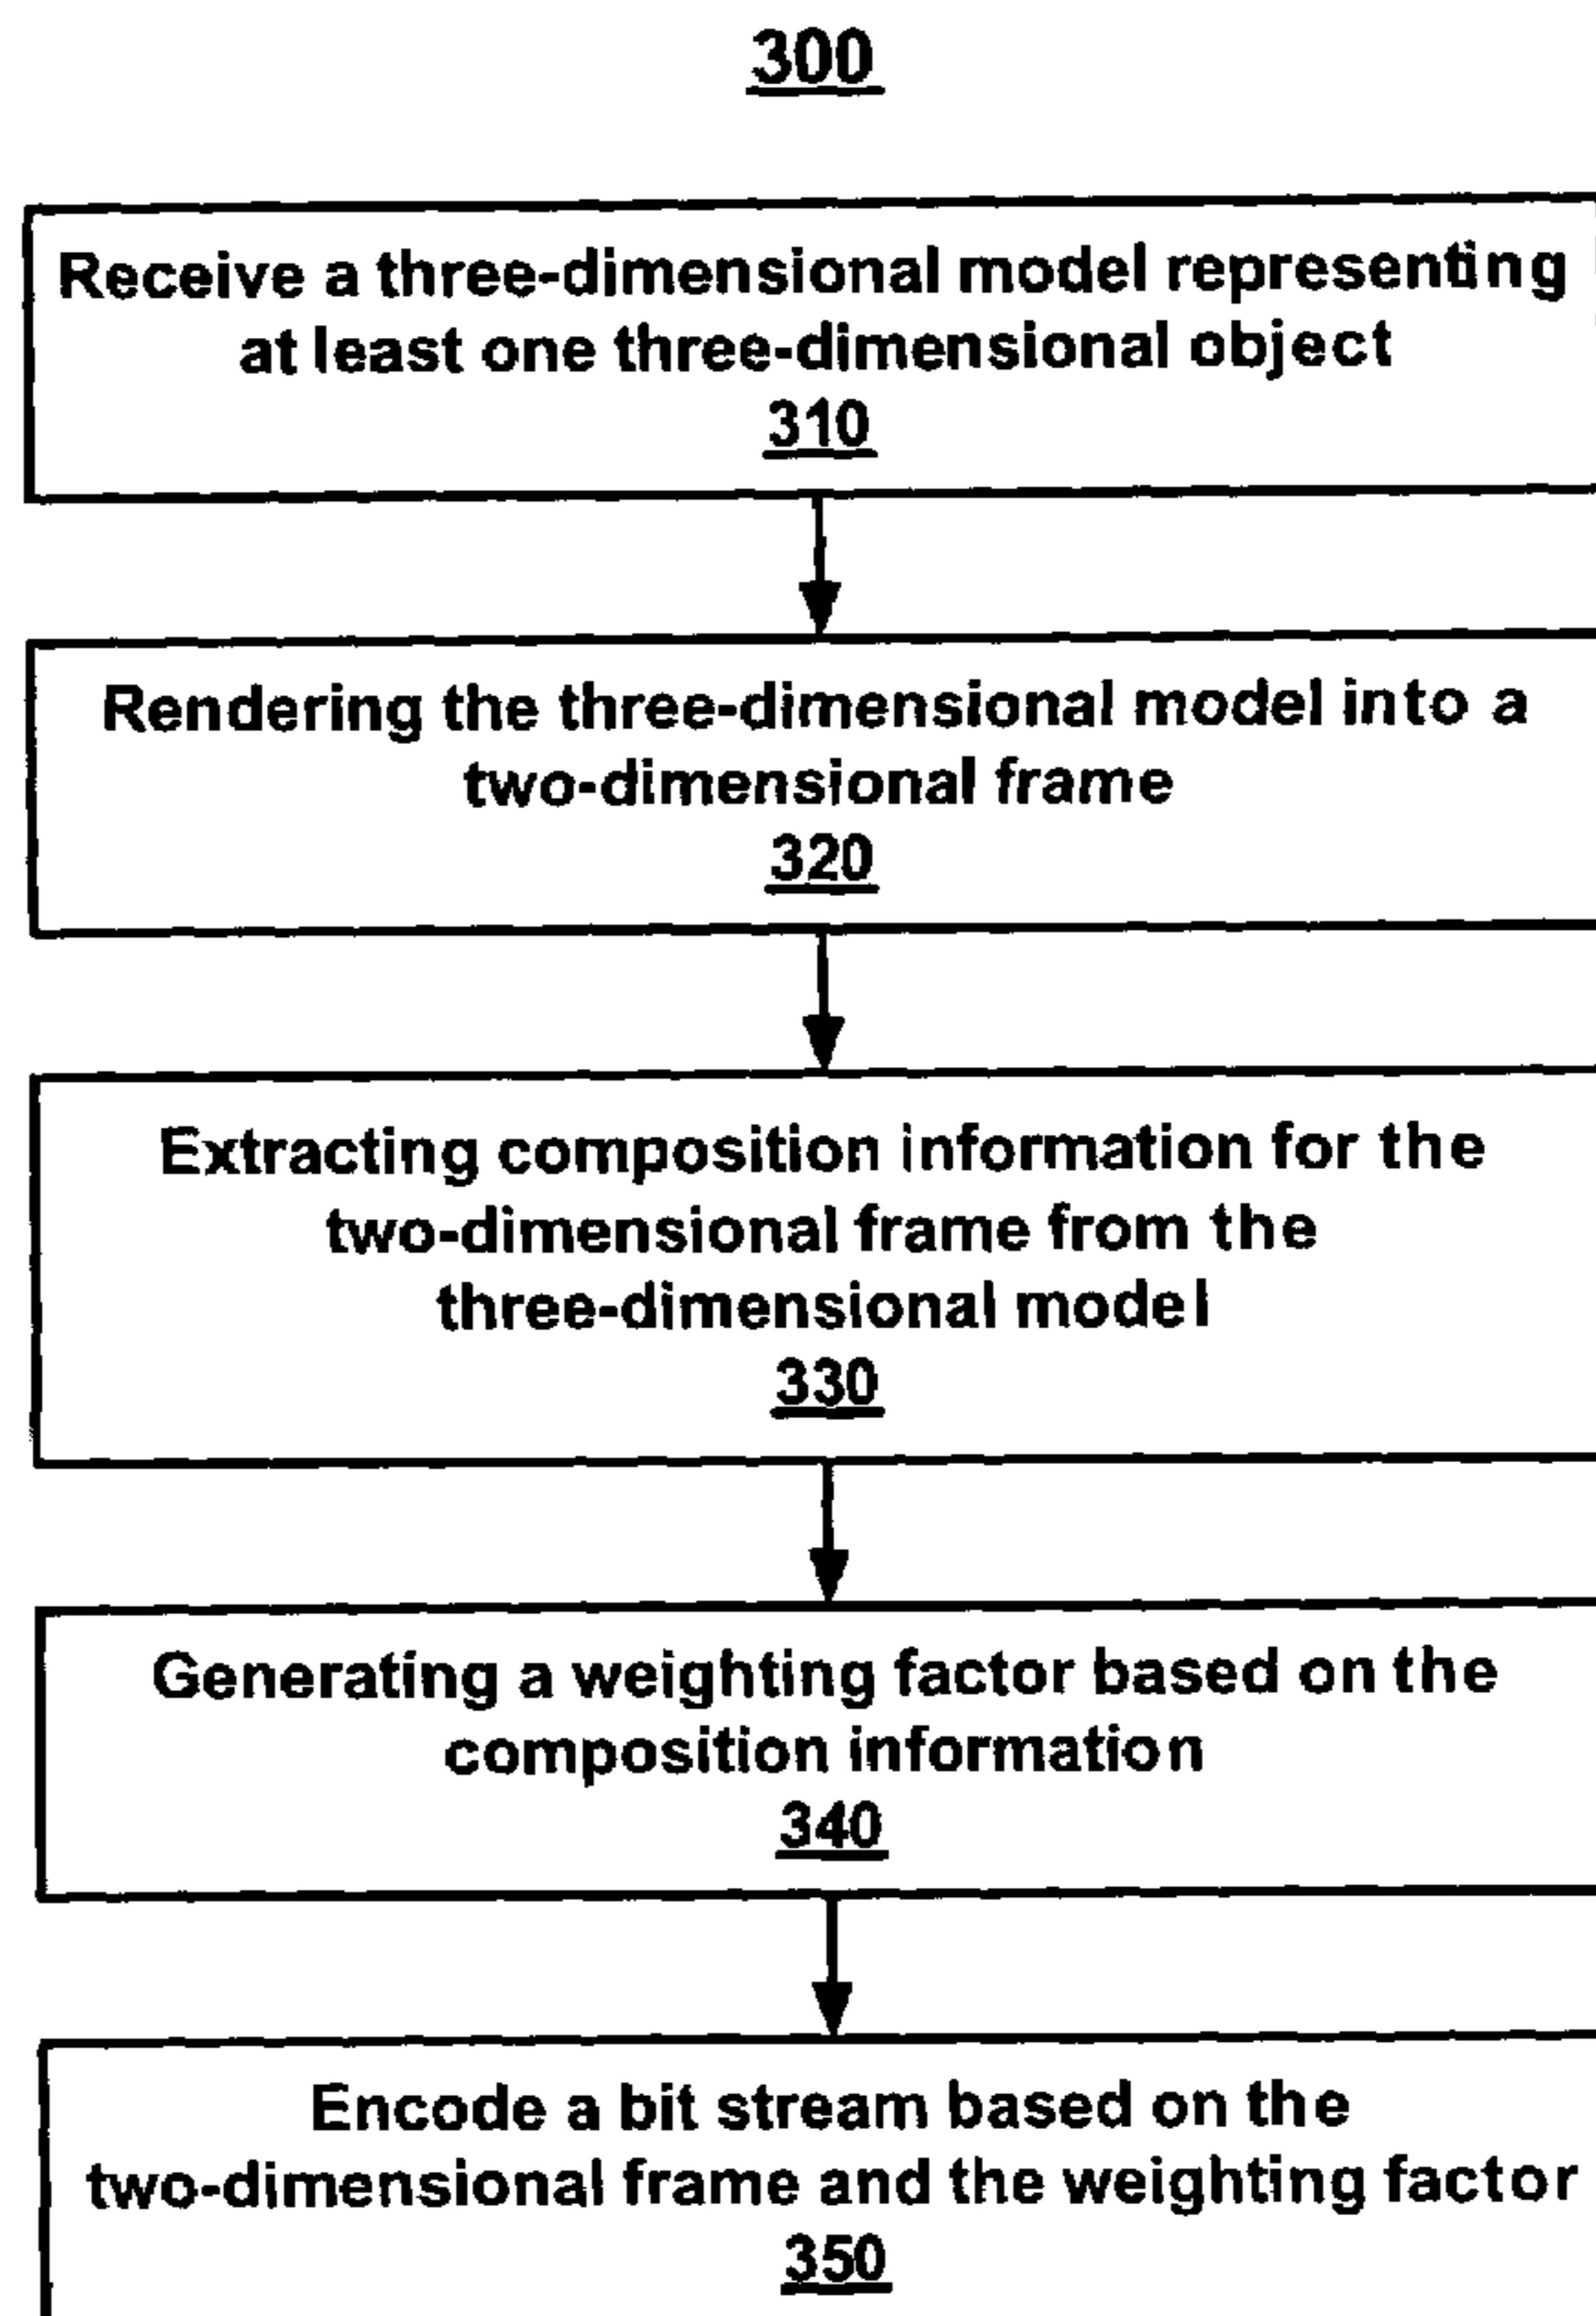 300
Receive a three-dimensional model representing
at least one three-dimensional object
310
Rendering the three-dimensional model into a
two-dimensional frame
320
Extracting composition information for the
two-dimensional frame from the
three-dimensional model
330
Generating a weighting factor based on the
composition information
340
Encode a bit stream based on the
two-dimensional frame and the weighting factor
350